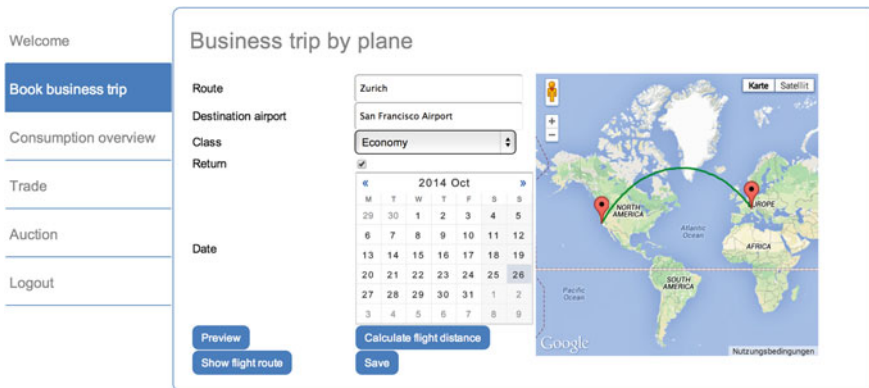 Welcome
Book business trip
Consumption overview
Trade
Auction
Logout
Business trip by plane
Route
Zurich
Destination airport
San Francisco Airport
Class
Economy
Return
Date
« 2014 Oct »
M T W T F S S
29 30 1 2 3 4 5
6 7 8 9 10 11 12
13 14 15 16 17 18 19
20 21 22 23 24 25 26
27 28 29 30 31 1 2
3 4 5 6 7 8 9
Preview
Calculate flight distance
Show flight route
Save
Karte Satellit
+
−
NORTH
AMERICA
EUROPE
Atlantic
Ocean
AFRICA
SOUTH
AMERICA
Pacific
Ocean
Google
Nutzungsbedingungen